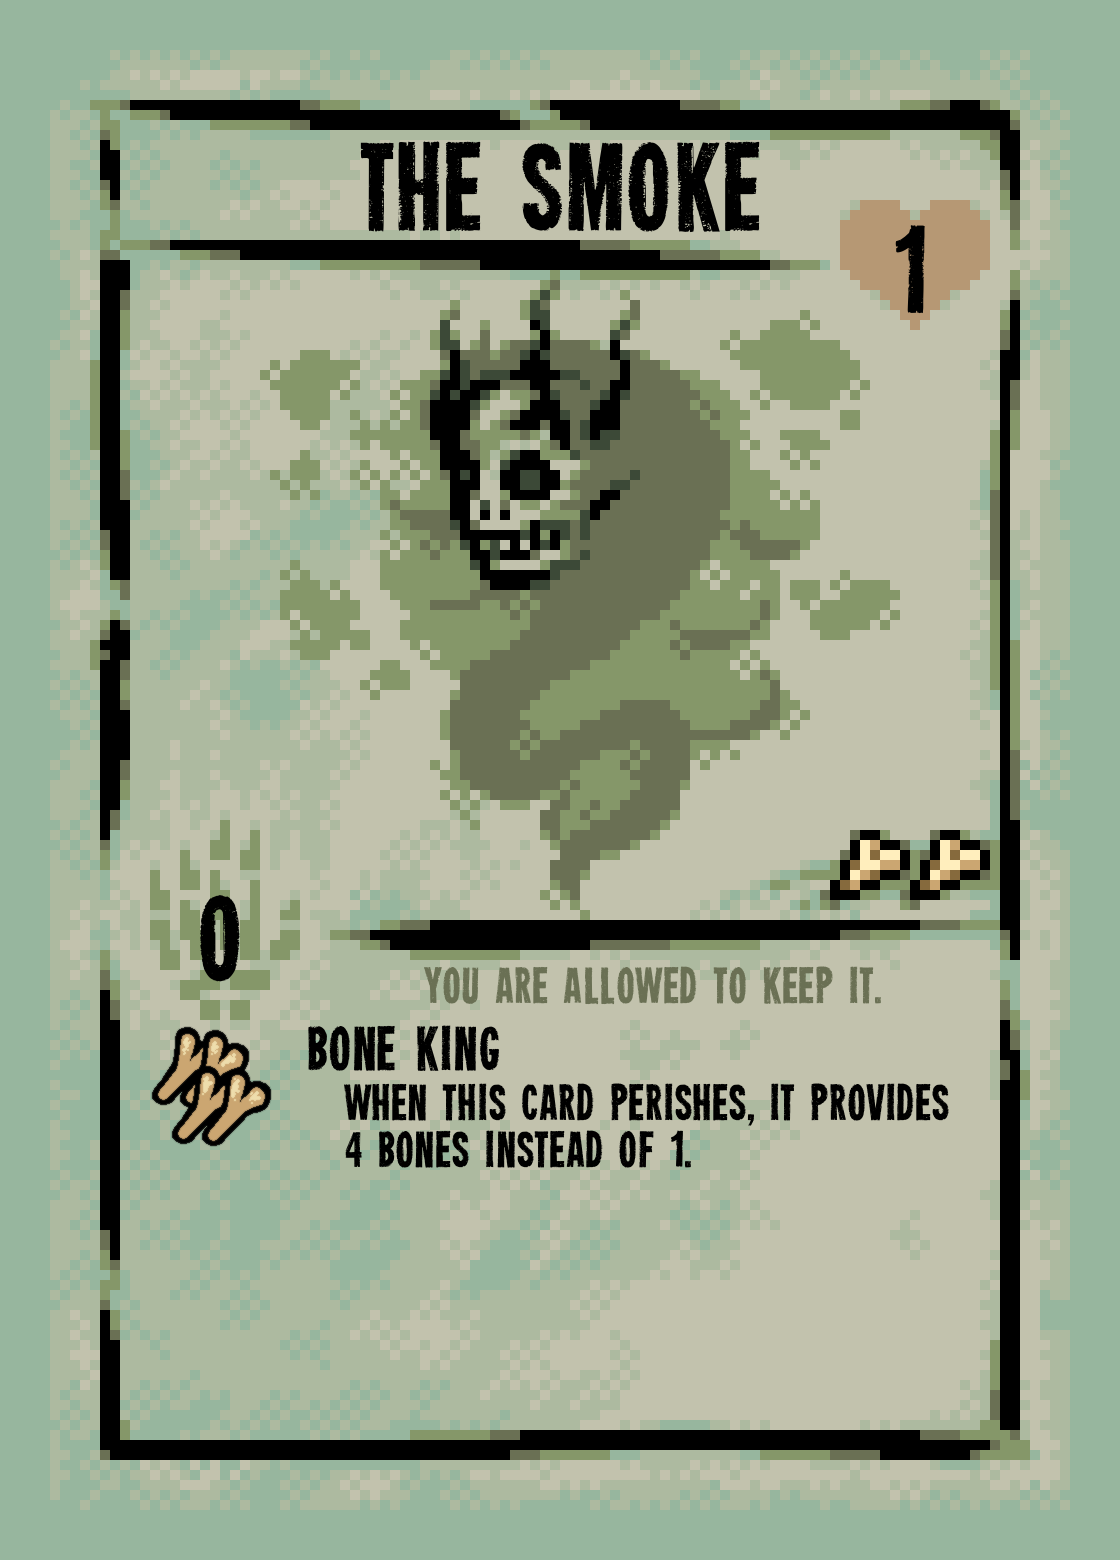 THE SMOKE
1
0
YOU ARE ALLOWED TO KEEP IT.
BONE KING
WHEN THIS CARD PERISHES, IT PROVIDES
4 BONES INSTEAD OF 1.